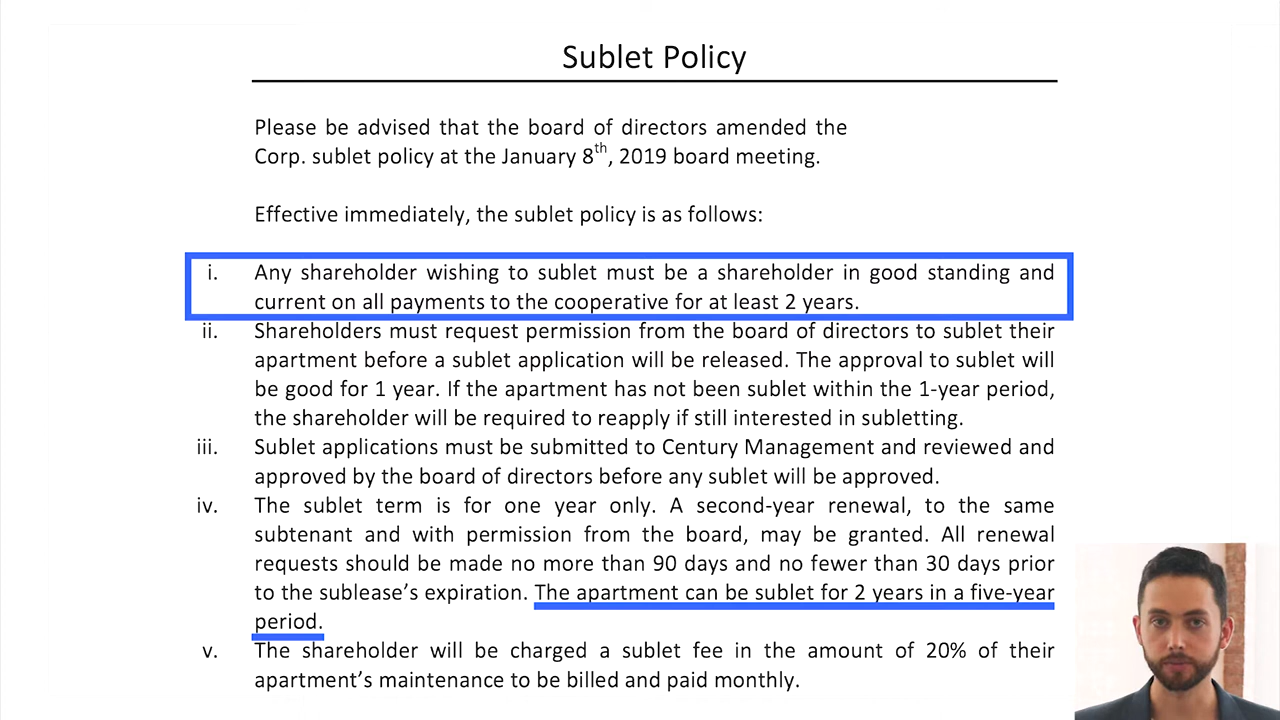 Sublet Policy
Please be advised that the board of directors amended the
Corp. sublet policy at the January 8th, 2019 board meeting.
Effective immediately, the sublet policy is as follows:
i. Any shareholder wishing to sublet must be a shareholder in good standing and
current on all payments to the cooperative for at least 2 years.
ii. Shareholders must request permission from the board of directors to sublet their
apartment before a sublet application will be released. The approval to sublet will
be good for 1 year. If the apartment has not been sublet within the 1-year period,
the shareholder will be required to reapply if still interested in subletting.
iii. Sublet applications must be submitted to Century Management and reviewed and
approved by the board of directors before any sublet will be approved.
iv. The sublet term is for one year only. A second-year renewal, to the same
subtenant and with permission from the board, may be granted. All renewal
requests should be made no more than 90 days and no fewer than 30 days prior
to the sublease’s expiration. The apartment can be sublet for 2 years in a five-year
period.
v. The shareholder will be charged a sublet fee in the amount of 20% of their
apartment’s maintenance to be billed and paid monthly.